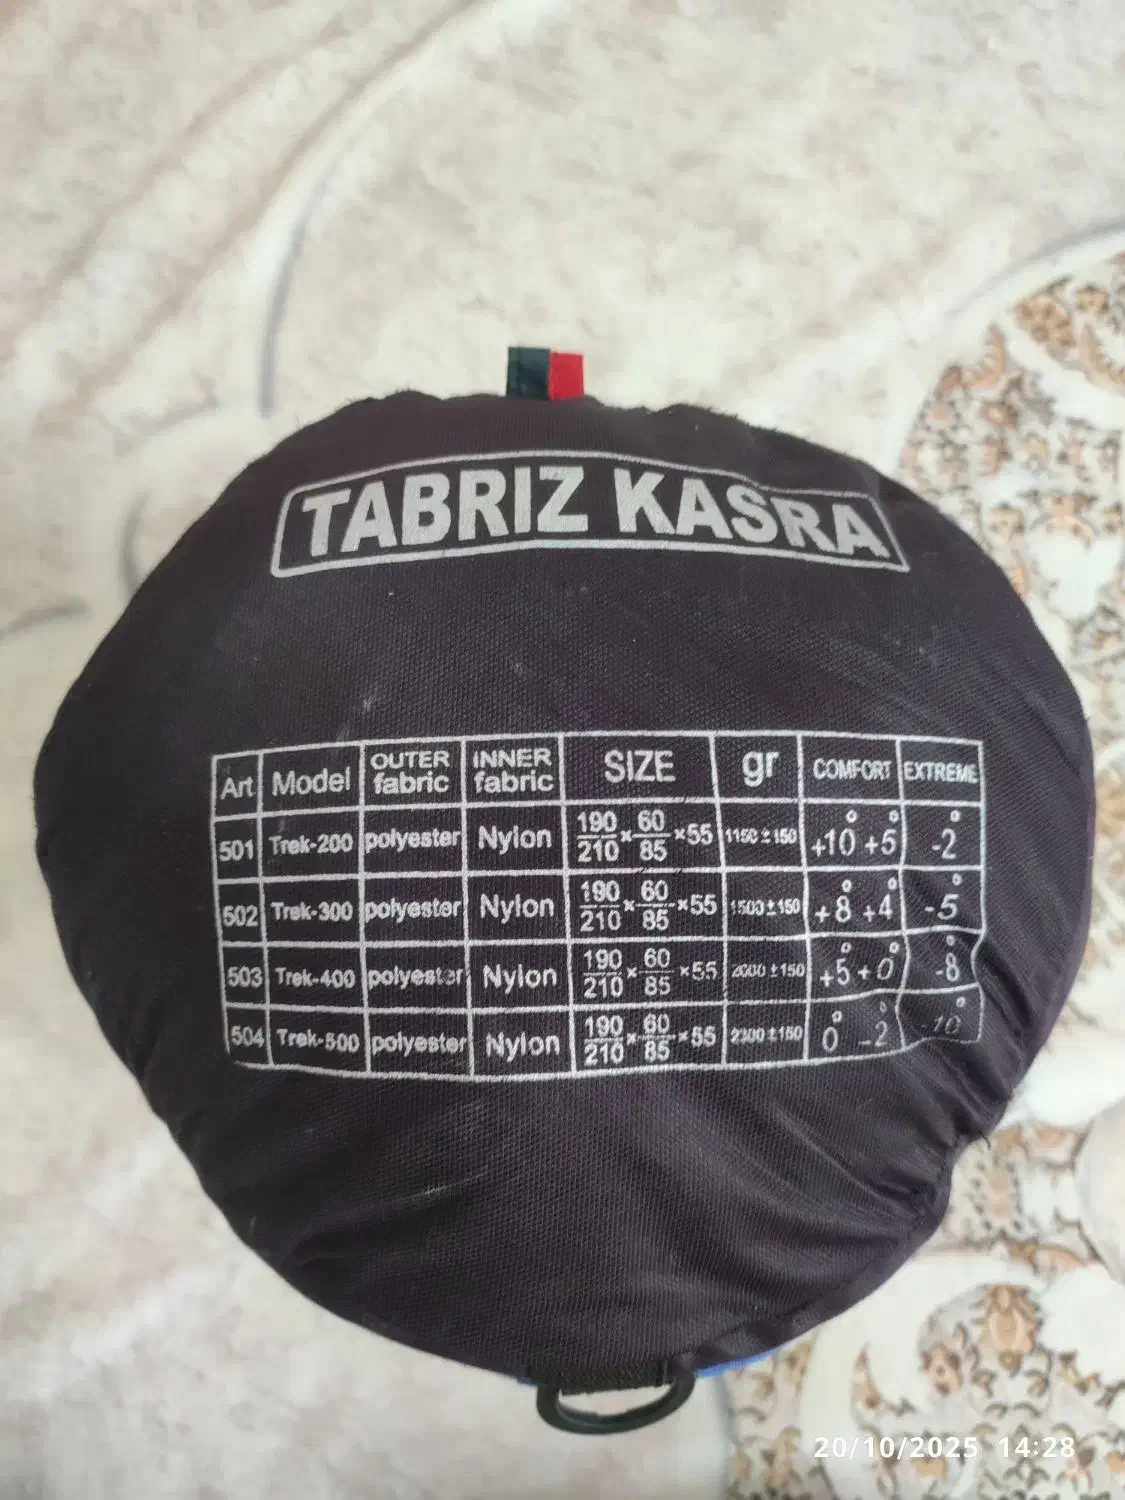 TABRIZ KASRA
Art Model OUTER fabric INNER fabric SIZE gr COMFORT EXTREME
501 Trek-200 polyester Nylon 190/210 × 60/85 × 55 1150 ± 150 +10° +5° -2°
502 Trek-300 polyester Nylon 190/210 × 60/85 × 55 1500 ± 150 +8° +4° -5°
503 Trek-400 polyester Nylon 190/210 × 60/85 × 55 2000 ± 150 +5° +0° -8°
504 Trek-500 polyester Nylon 190/210 × 60/85 × 55 2300 ± 150 0° -2° -10°
20/10/2025 14:28